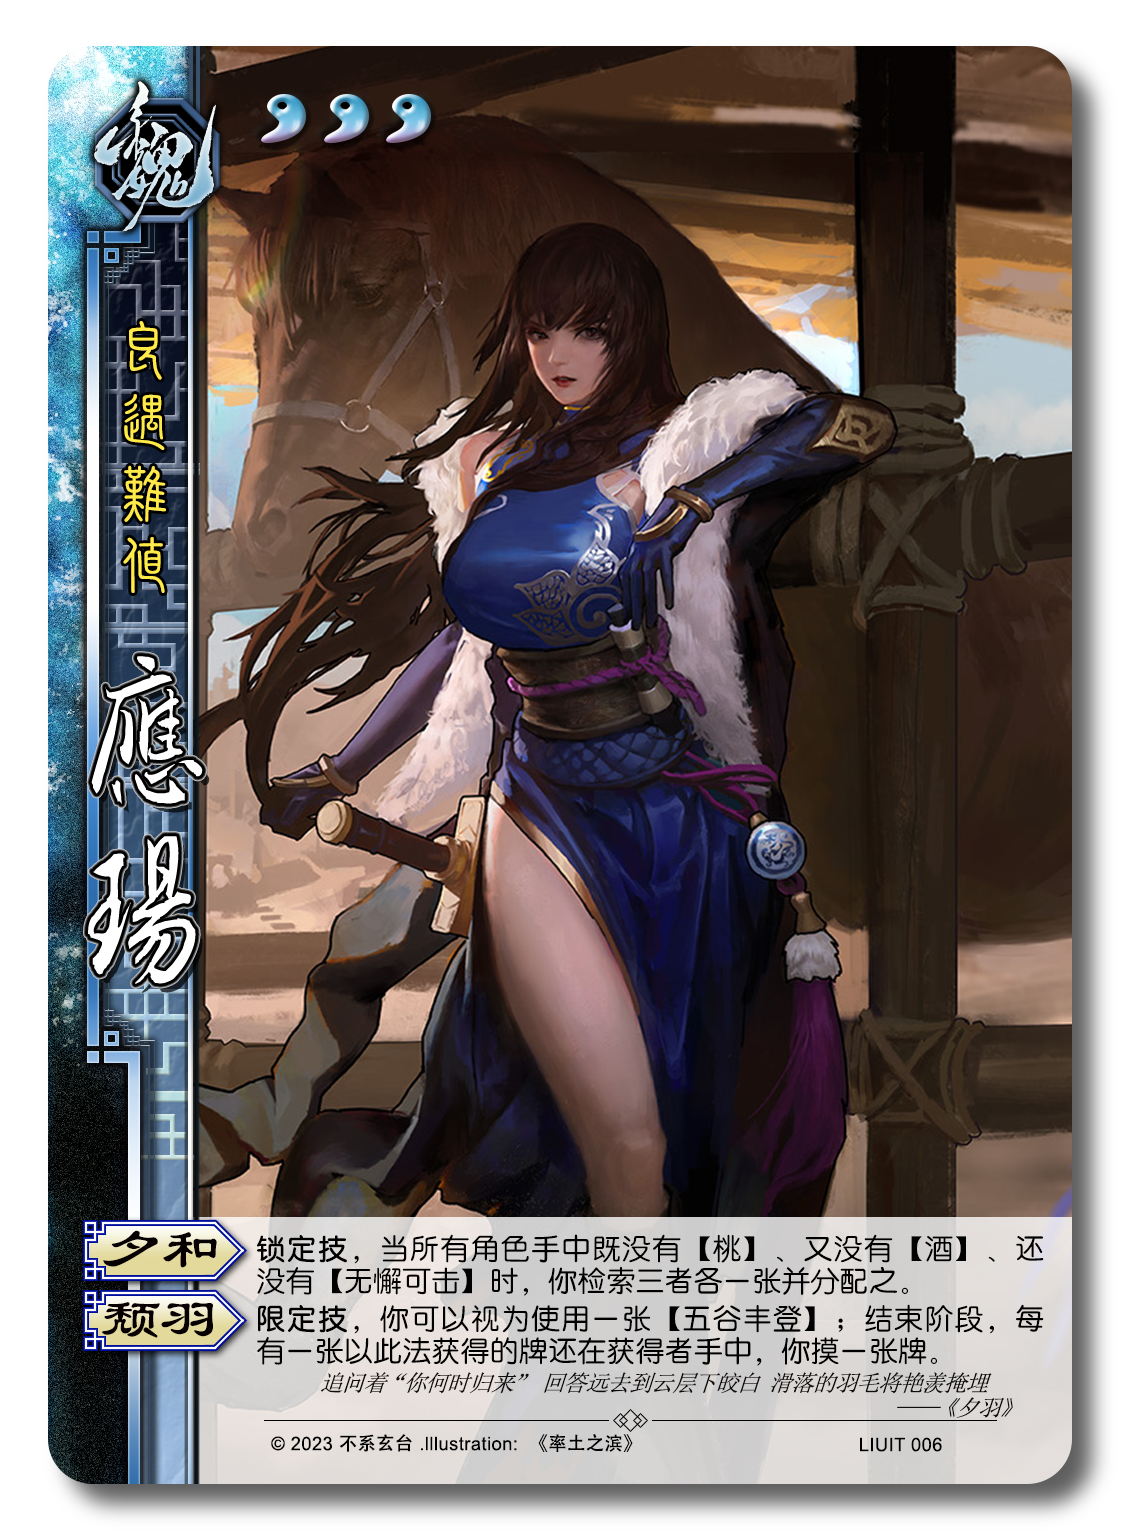 魏
良遇難值
應瑒
夕和
锁定技，当所有角色手中既没有【桃】、又没有【酒】、还
没有【无懈可击】时，你检索三者各一张并分配之。
颓羽
限定技，你可以视为使用一张【五谷丰登】；结束阶段，每
有一张以此法获得的牌还在获得者手中，你摸一张牌。
追问着“你何时归来” 回答远去到云层下皎白 滑落的羽毛将艳羡掩埋
——《夕羽》
© 2023 不系玄台 .Illustration: 《率土之滨》
LIUIT 006